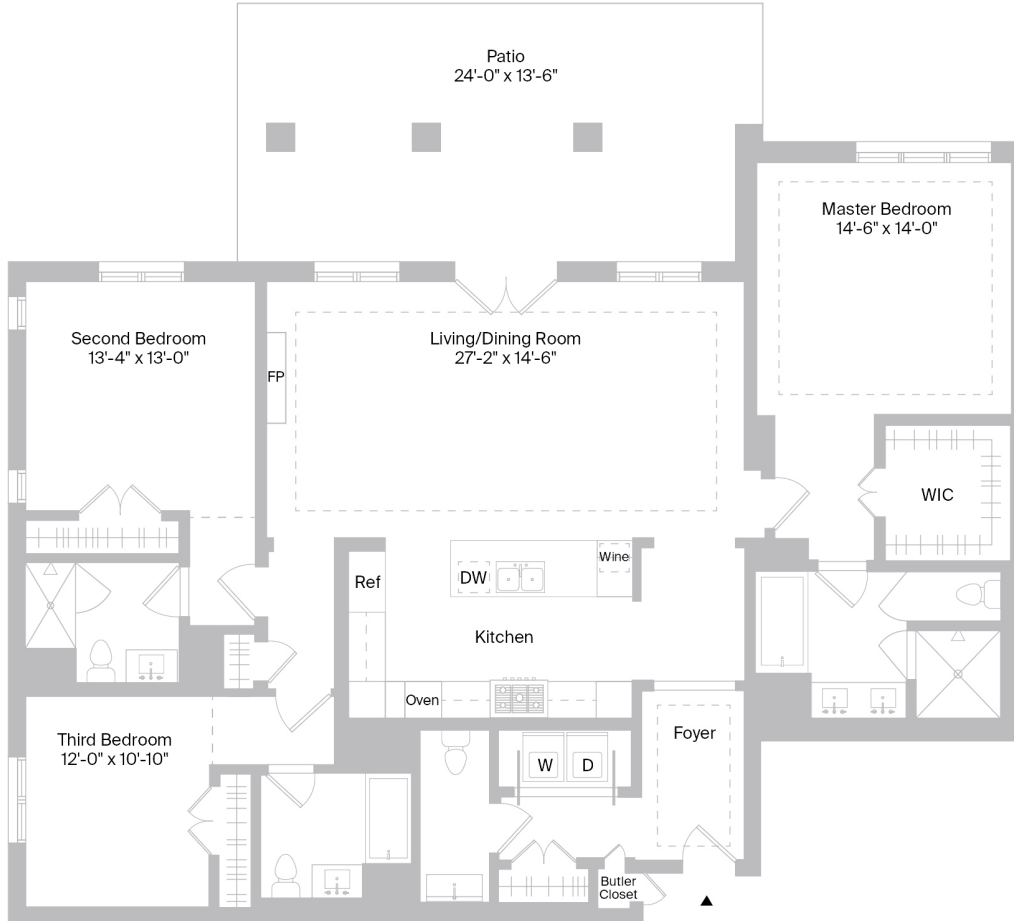 Patio
24'-0" x 13'-6"
Master Bedroom
14'-6" x 14'-0"
Second Bedroom
13'-4" x 13'-0"
Living/Dining Room
27'-2" x 14'-6"
FP
WIC
Ref
DW
Wine
Kitchen
Oven
Third Bedroom
12'-0" x 10'-10"
Foyer
W
D
Butler
Closet